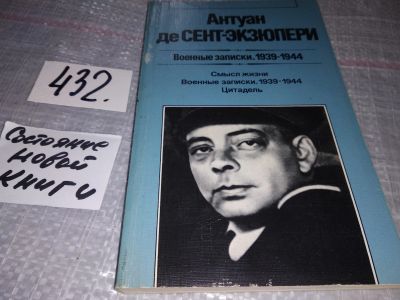 Антуан
де СЕНТ-ЭКЗЮПЕРИ
Военные записки. 1939-1944
Смысл жизни
Военные записки. 1939-1944
Цитадель
432.
Состояние
новой
книги